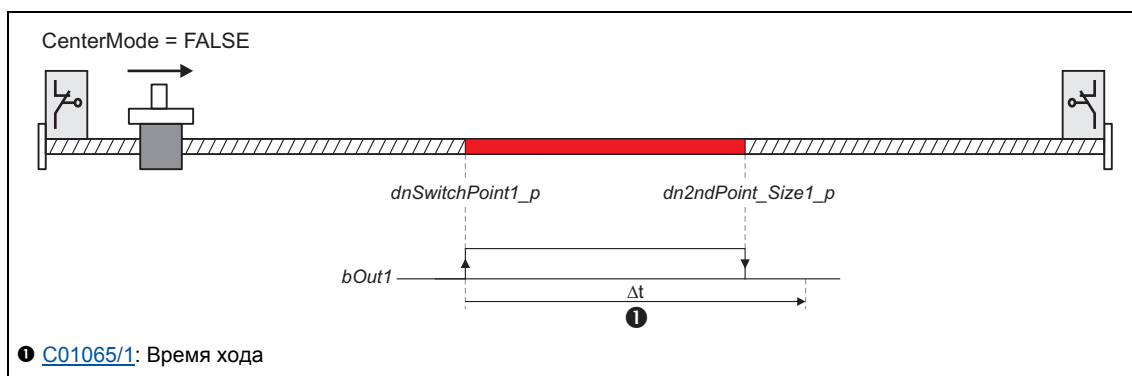 CenterMode = FALSE
dnSwitchPoint1_p
dn2ndPoint_Size1_p
bOut1
Δt
❶
❶ C01065/1: Время хода